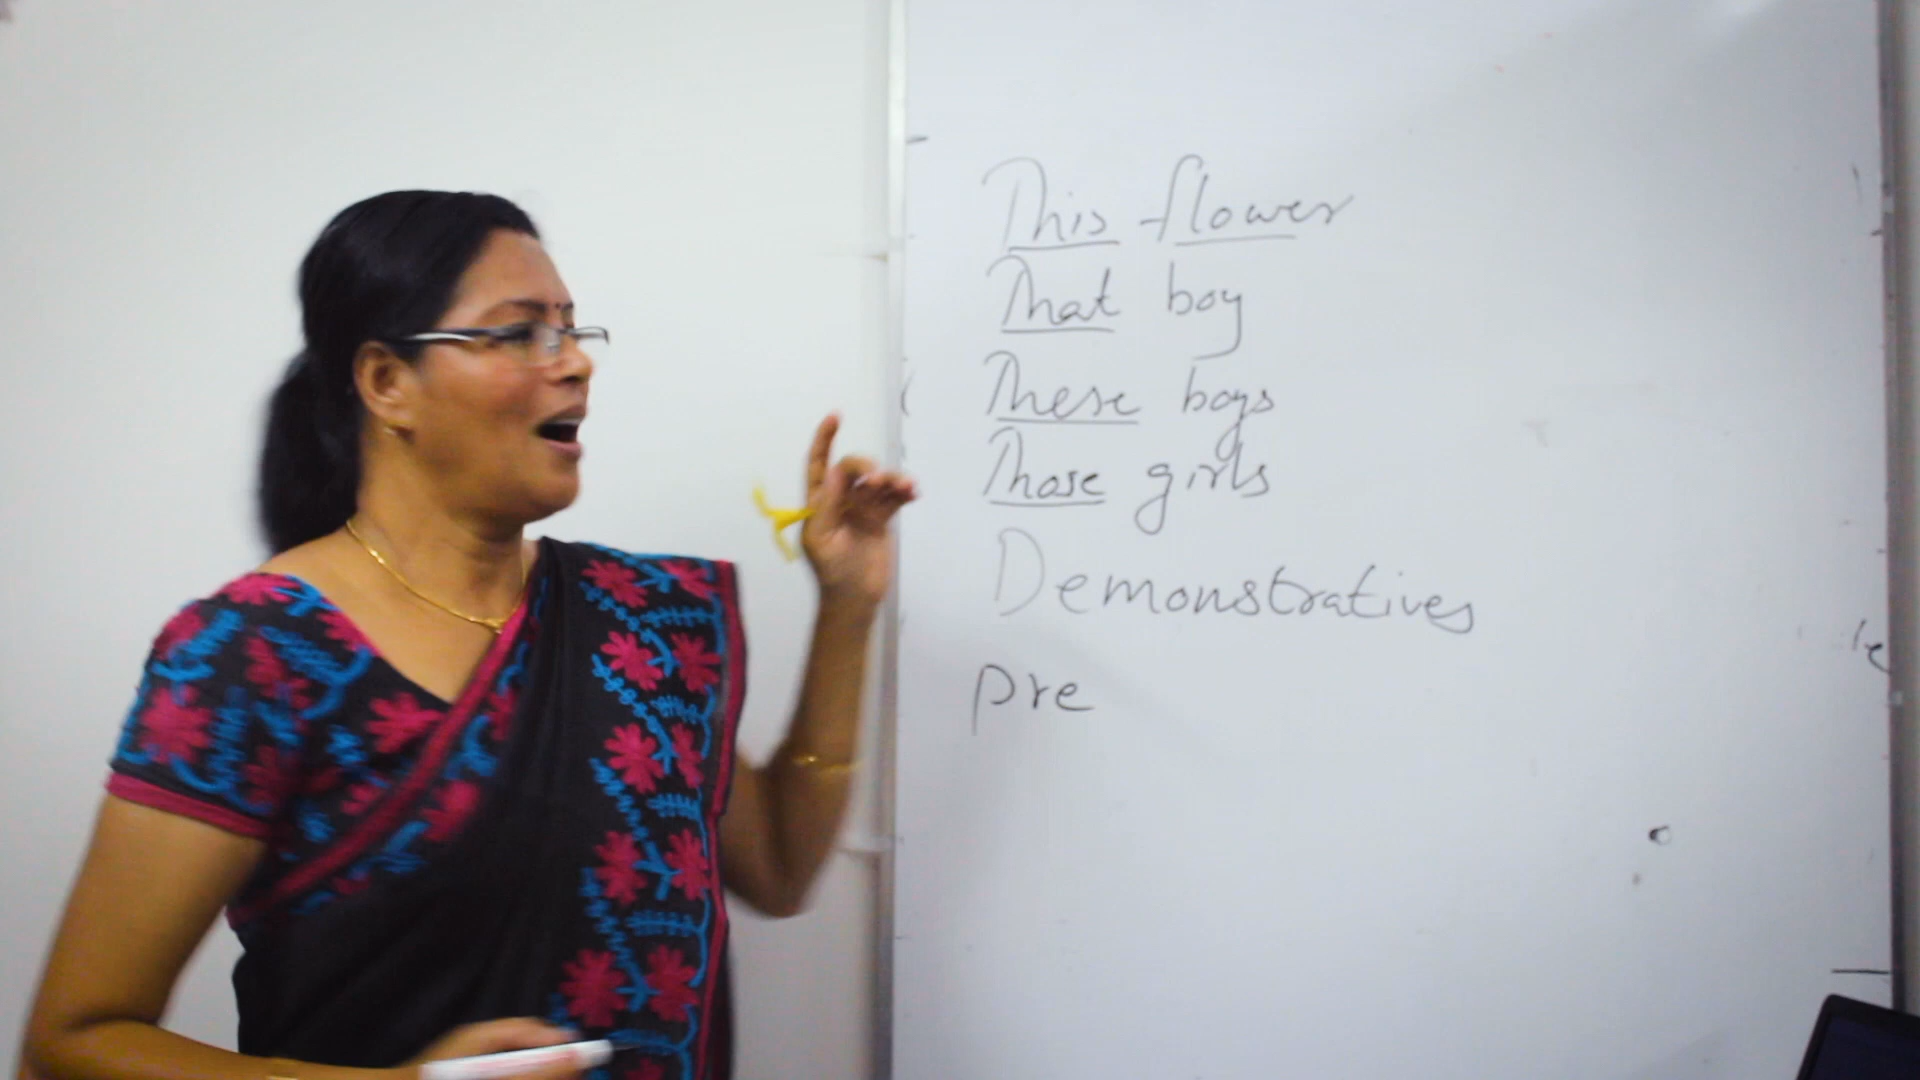 This flower
That boy
These boys
Those girls
Demonstratives
pre